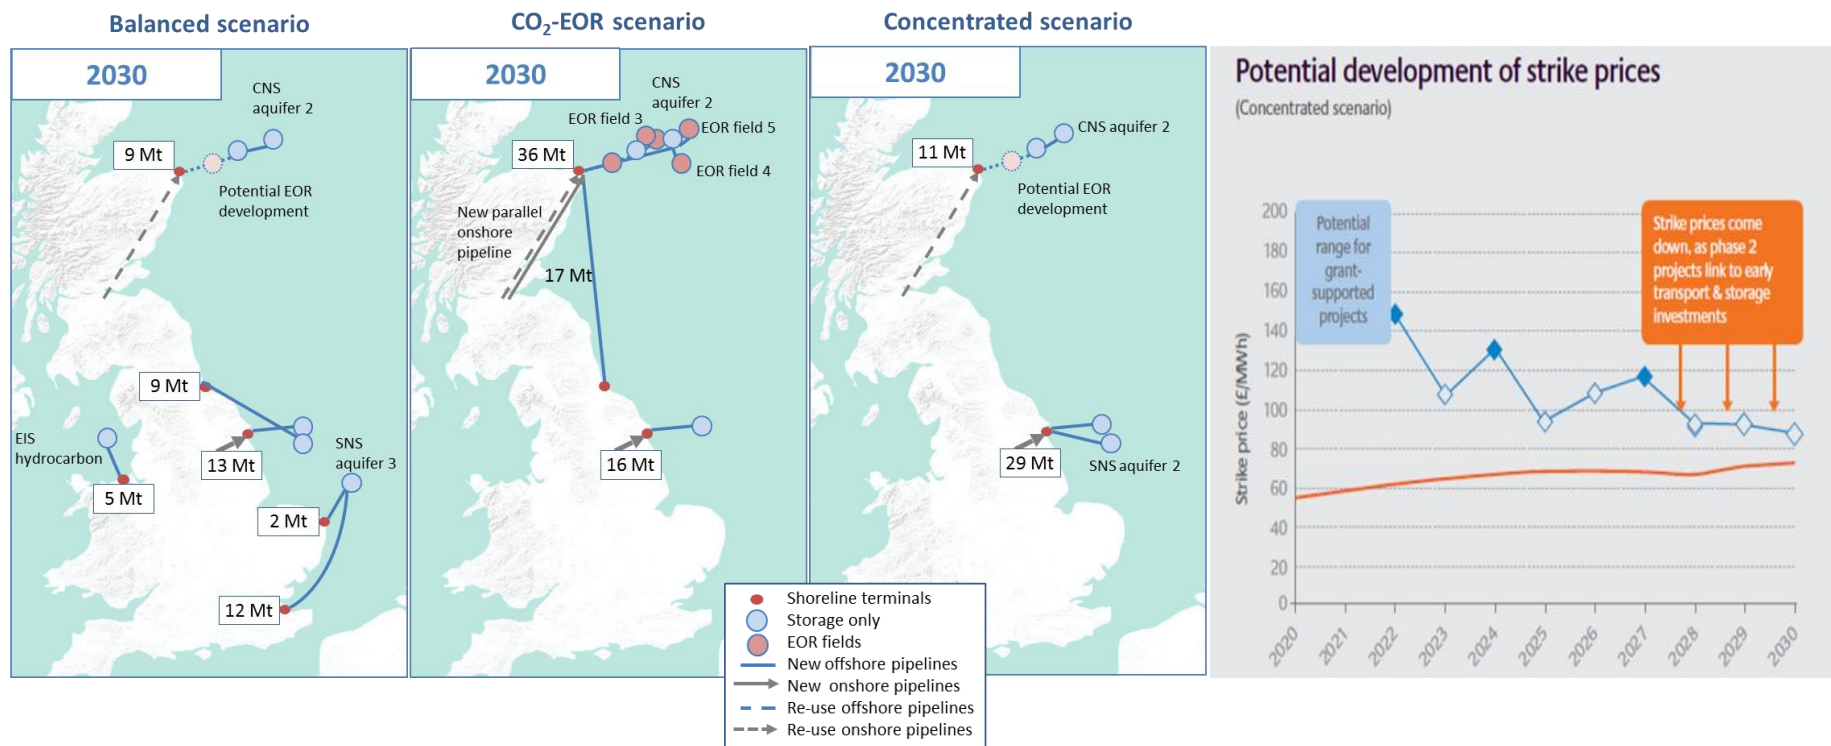 Balanced scenario
2030
CNS
aquifer 2
9 Mt
Potential EOR
development
9 Mt
EIS
hydrocarbon
13 Mt
SNS
aquifer 3
5 Mt
2 Mt
12 Mt
CO2-EOR scenario
2030
CNS
aquifer 2
EOR field 3
EOR field 5
36 Mt
EOR field 4
New parallel
onshore
pipeline
17 Mt
16 Mt
Concentrated scenario
2030
CNS aquifer 2
11 Mt
Potential EOR
development
29 Mt
SNS aquifer 2
Shoreline terminals
Storage only
EOR fields
New offshore pipelines
New onshore pipelines
Re-use offshore pipelines
Re-use onshore pipelines
Potential development of strike prices
(Concentrated scenario)
Strike price (£/MWh)
200
180
160
140
120
100
80
60
40
20
0
Potential
range for
grant-
supported
projects
Strike prices come
down, as phase 2
projects link to early
transport & storage
investments
2020
2021
2022
2023
2024
2025
2026
2027
2028
2029
2030